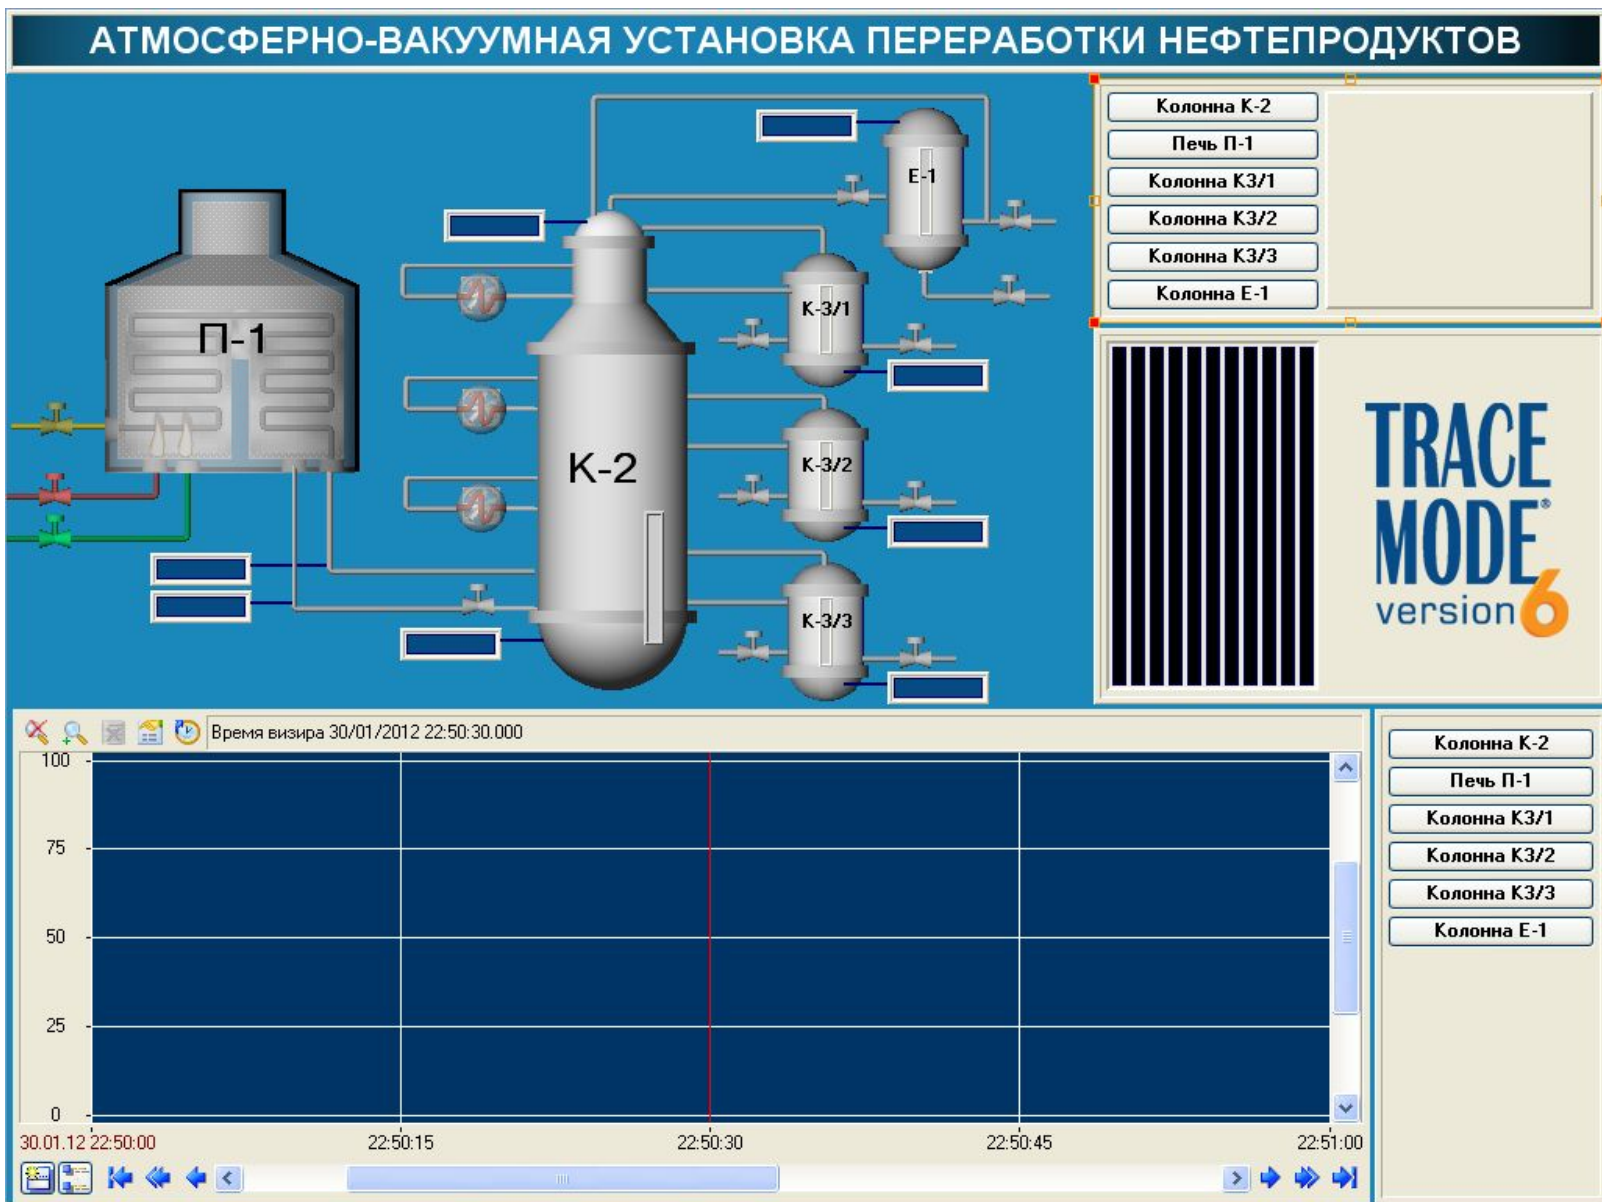 АТМОСФЕРНО-ВАКУУМНАЯ УСТАНОВКА ПЕРЕРАБОТКИ НЕФТЕПРОДУКТОВ
П-1
К-2
Е-1
К-3/1
К-3/2
К-3/3
Колонна К-2
Печь П-1
Колонна К3/1
Колонна К3/2
Колонна К3/3
Колонна Е-1
TRACE
MODE®
version 6
Время визира 30/01/2012 22:50:30.000
100
75
50
25
0
30.01.12 22:50:00
22:50:15
22:50:30
22:50:45
22:51:00
Колонна К-2
Печь П-1
Колонна К3/1
Колонна К3/2
Колонна К3/3
Колонна Е-1